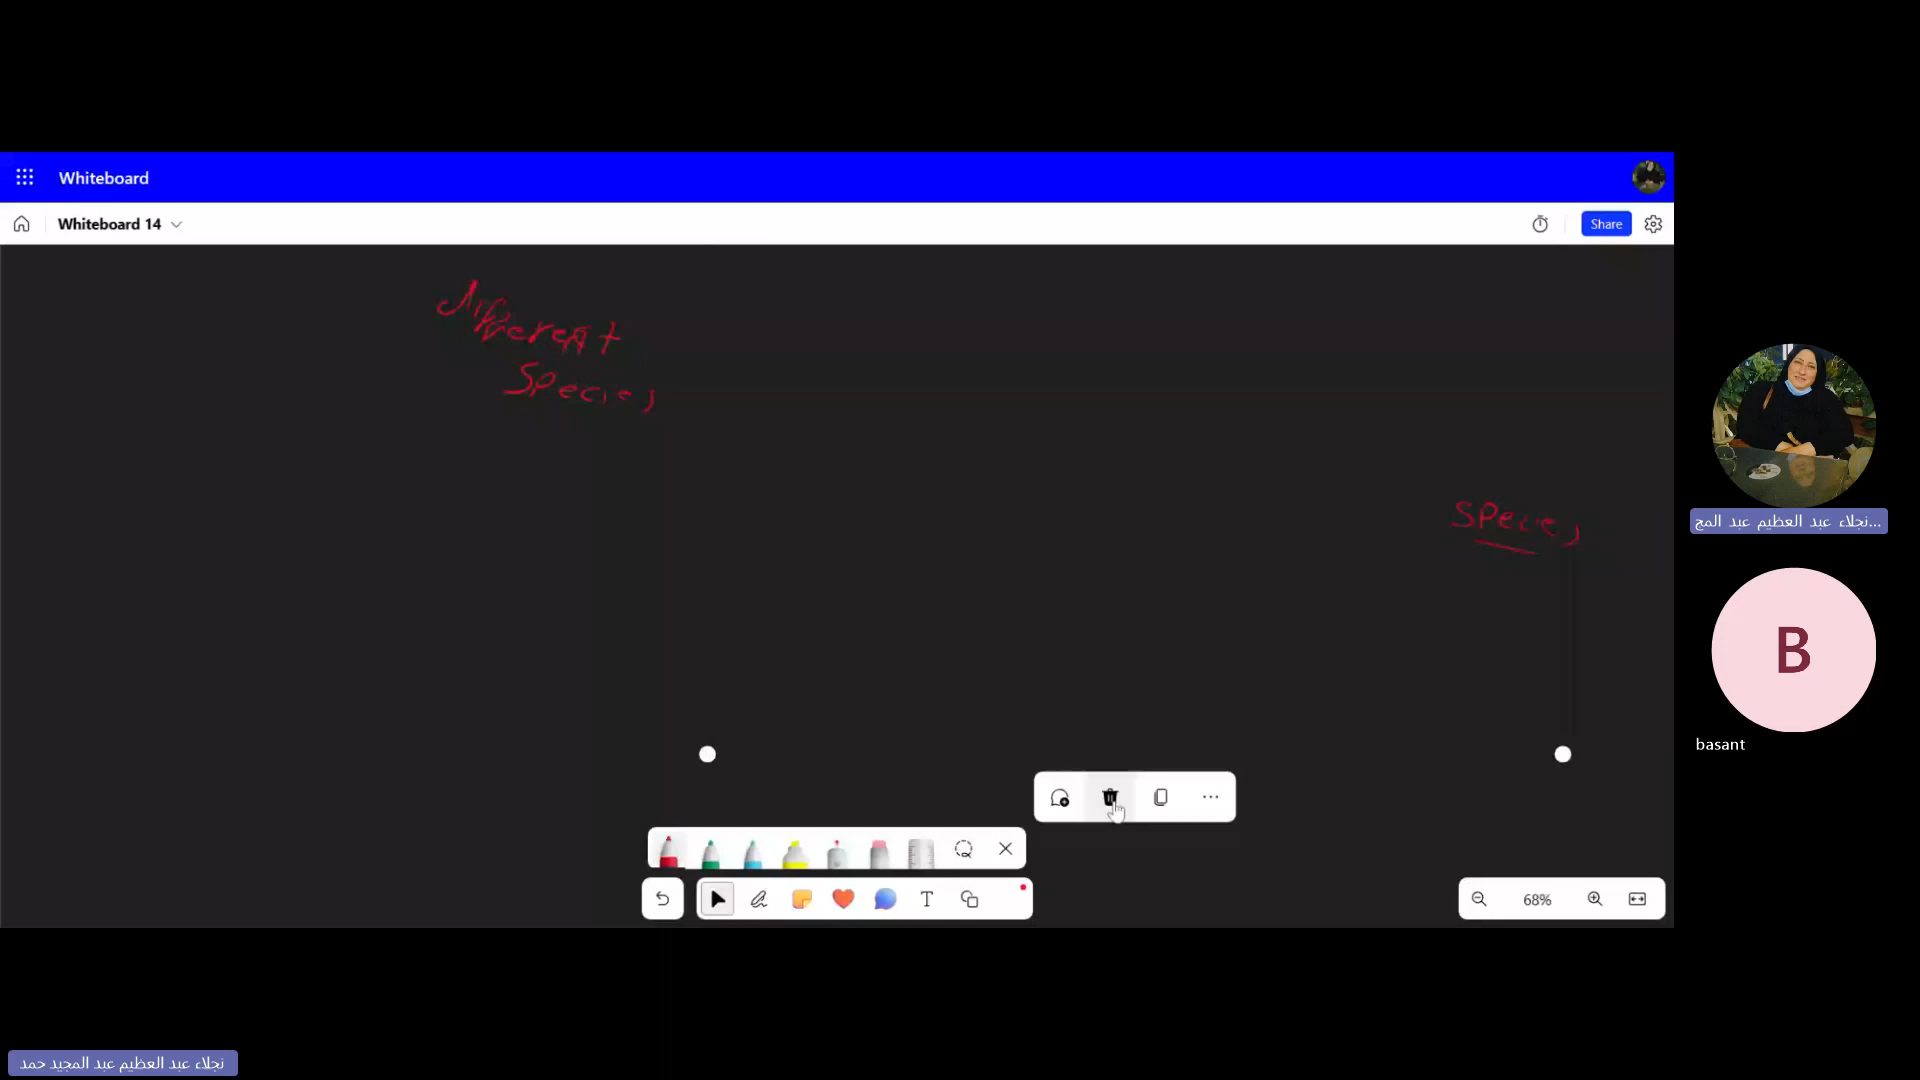 Whiteboard
Whiteboard 14
Share
different
Species
species
نجلاء عبد العظيم عبد المج...
B
basant
68%
نجلاء عبد العظيم عبد المجيد حمد